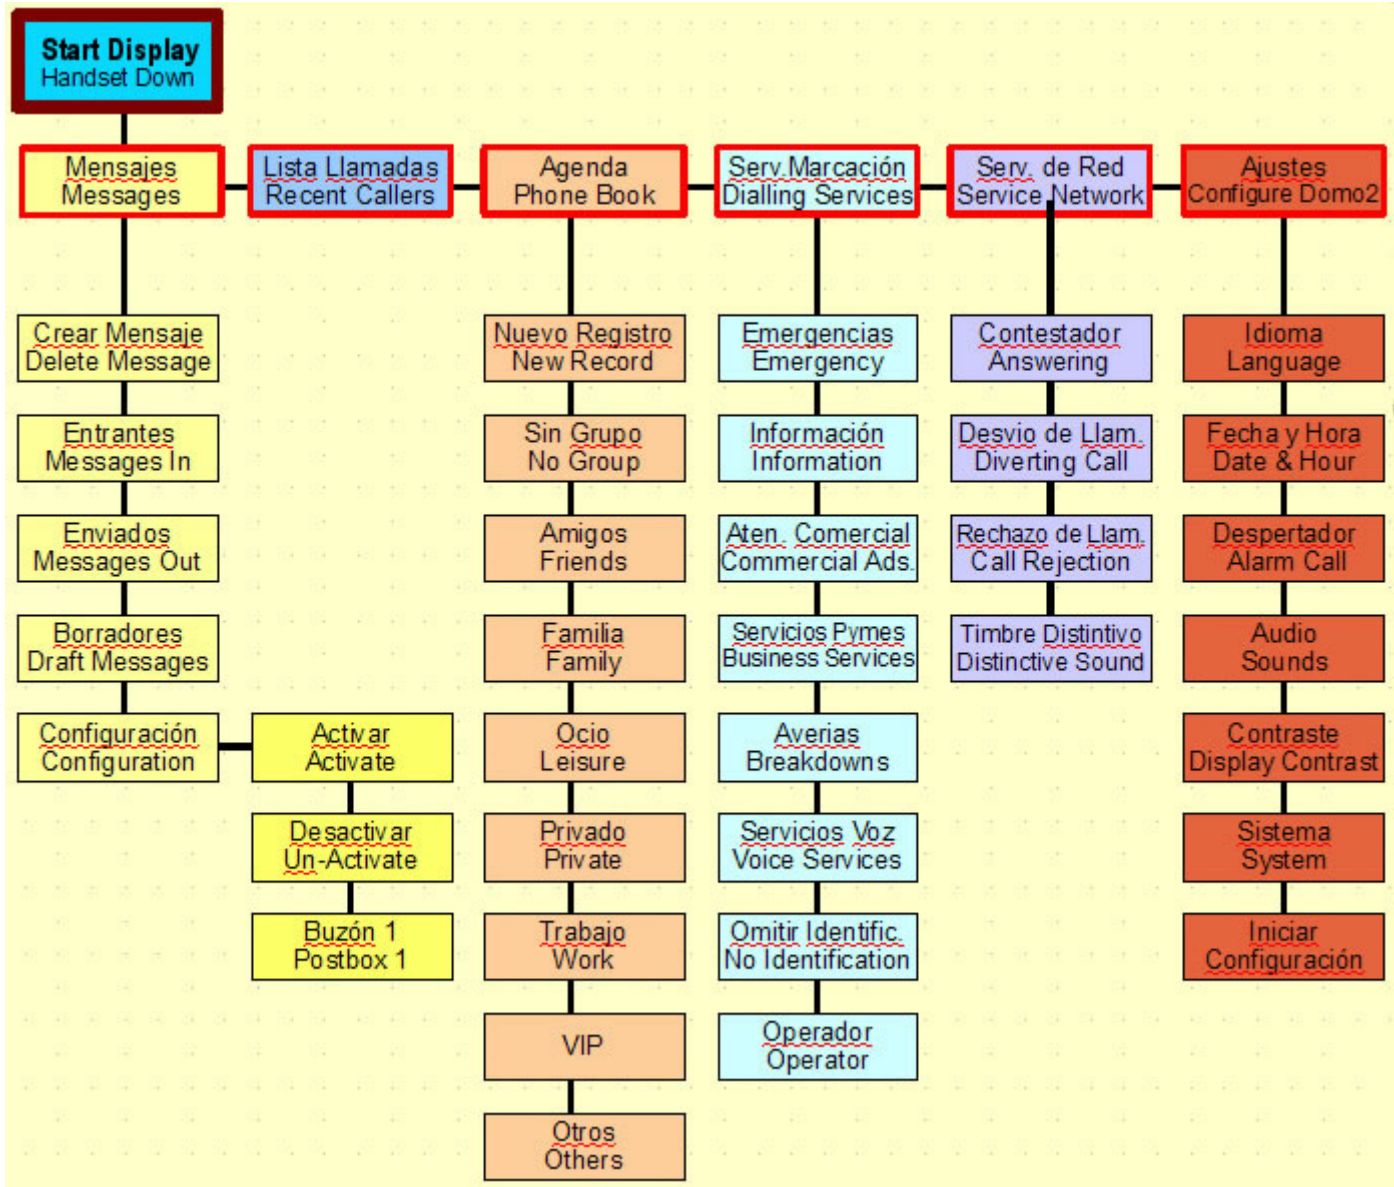 Start Display
Handset Down
Mensajes
Messages
Lista Llamadas
Recent Callers
Agenda
Phone Book
Serv.Marcación
Dialling Services
Serv. de Red
Service Network
Ajustes
Configure Domo2
Crear Mensaje
Delete Message
Entrantes
Messages In
Enviados
Messages Out
Borradores
Draft Messages
Configuración
Configuration
Activar
Activate
Desactivar
Un-Activate
Buzón 1
Postbox 1
Nuevo Registro
New Record
Sin Grupo
No Group
Amigos
Friends
Familia
Family
Ocio
Leisure
Privado
Private
Trabajo
Work
VIP
Otros
Others
Emergencias
Emergency
Información
Information
Aten. Comercial
Commercial Ads.
Servicios Pymes
Business Services
Averias
Breakdowns
Servicios Voz
Voice Services
Omitir Identific.
No Identification
Operador
Operator
Contestador
Answering
Desvio de Llam.
Diverting Call
Rechazo de Llam.
Call Rejection
Timbre Distintivo
Distinctive Sound
Idioma
Language
Fecha y Hora
Date & Hour
Despertador
Alarm Call
Audio
Sounds
Contraste
Display Contrast
Sistema
System
Iniciar
Configuración